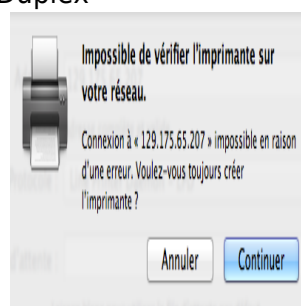 Duplex
Impossible de vérifier l'imprimante sur
votre réseau.
Connexion à « 129.175.65.207 » impossible en raison
d'une erreur. Voulez-vous toujours créer
l'imprimante ?
Annuler
Continuer